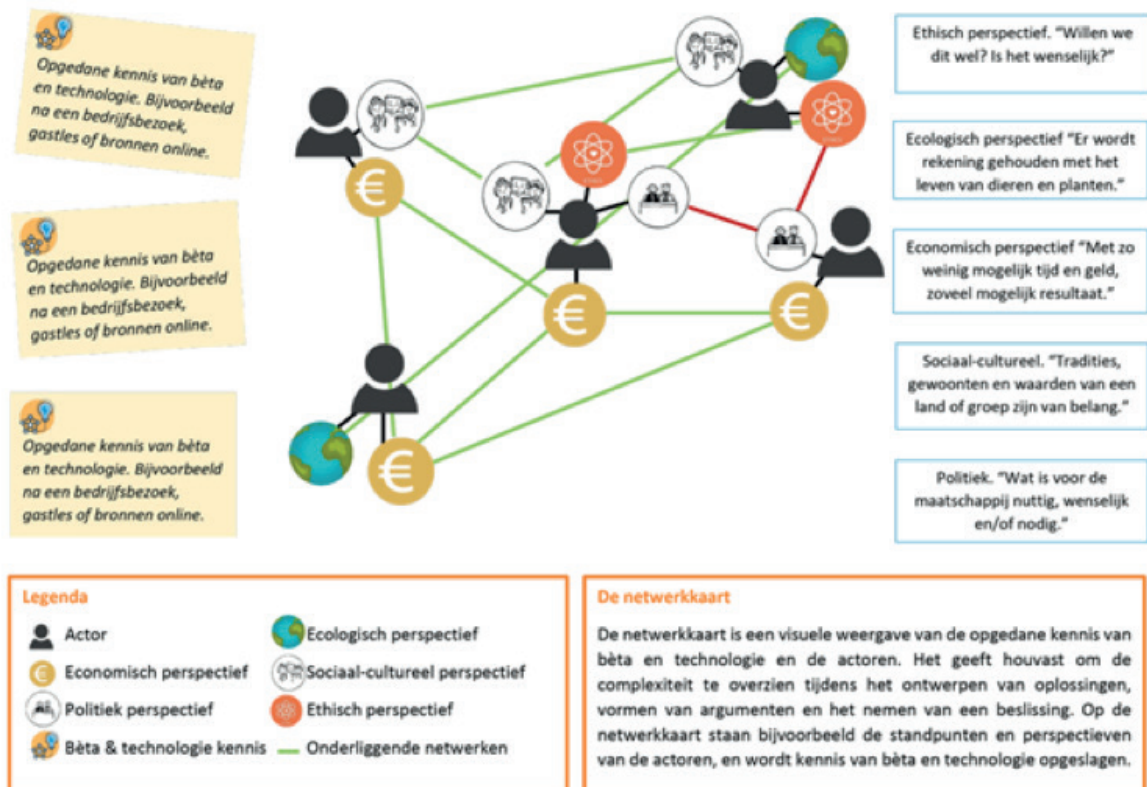 Opgedane kennis van bèta
en technologie. Bijvoorbeeld
na een bedrijfsbezoek,
gastles of bronnen online.
Opgedane kennis van bèta
en technologie. Bijvoorbeeld
na een bedrijfsbezoek,
gastles of bronnen online.
Opgedane kennis van bèta
en technologie. Bijvoorbeeld
na een bedrijfsbezoek,
gastles of bronnen online.
€
€
€
€
Ethisch perspectief. “Willen we
dit wel? Is het wenselijk?”
Ecologisch perspectief “Er wordt
rekening gehouden met het
leven van dieren en planten.”
Economisch perspectief “Met zo
weinig mogelijk tijd en geld,
zoveel mogelijk resultaat.”
Sociaal-cultureel. “Tradities,
gewoonten en waarden van een
land of groep zijn van belang.”
Politiek. “Wat is voor de
maatschappij nuttig, wenselijk
en/of nodig.”
Legenda
Actor
Ecologisch perspectief
€ Economisch perspectief
Sociaal-cultureel perspectief
Politiek perspectief
Ethisch perspectief
Bèta & technologie kennis
Onderliggende netwerken
De netwerkkaart
De netwerkkaart is een visuele weergave van de opgedane kennis van
bèta en technologie en de actoren. Het geeft houvast om de
complexiteit te overzien tijdens het ontwerpen van oplossingen,
vormen van argumenten en het nemen van een beslissing. Op de
netwerkkaart staan bijvoorbeeld de standpunten en perspectieven
van de actoren, en wordt kennis van bèta en technologie opgeslagen.